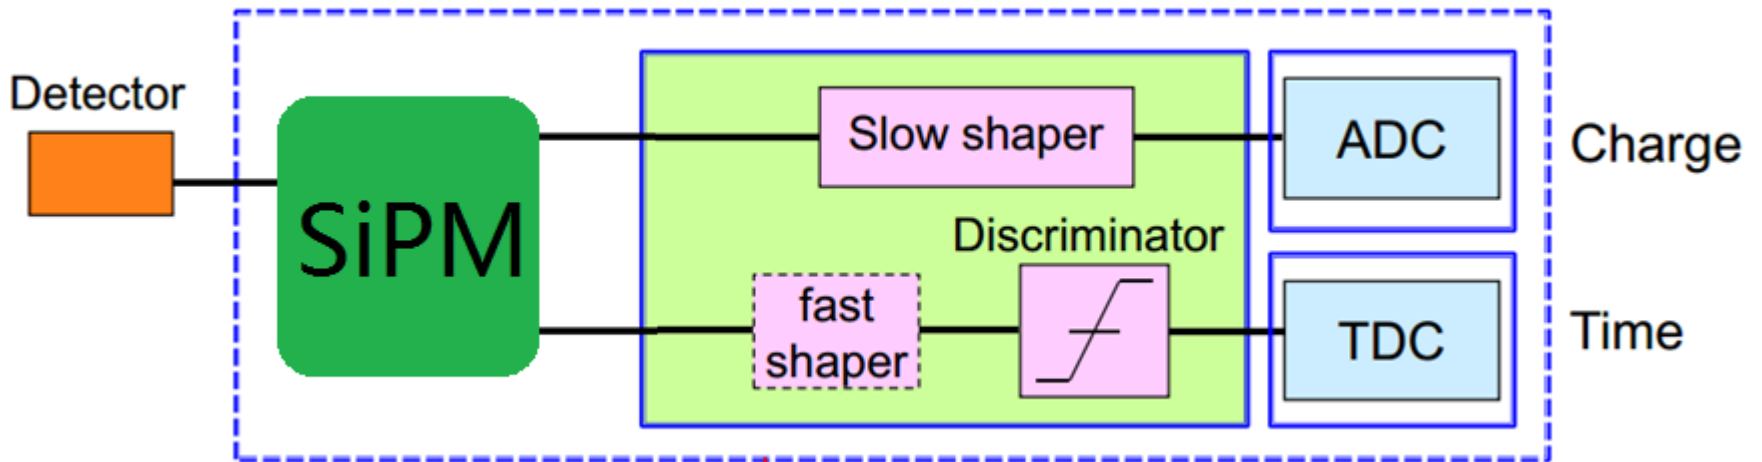 Detector
SiPM
Slow shaper
ADC
Charge
Discriminator
fast
shaper
TDC
Time